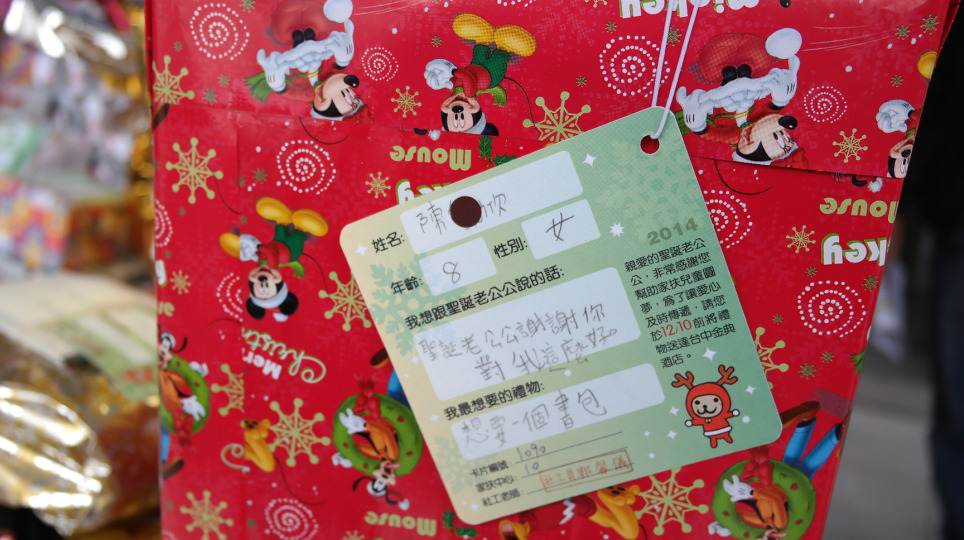 mickey
Mouse
Mouse
key
Merry
Christ
姓名: 陳 欣
性別: 女
年齡: 8
我想跟聖誕老公公說的話:
聖誕老公公謝謝你
對我這麼好。
我最想要的禮物:
想要一個書包
卡片編號: 1090
家扶中心: 10
社工老師:
2014
親愛的聖誕老公
公,非常感謝您
幫助家扶兒童圓
夢,為了讓愛心
及時傳遞,請您
於12/10前將禮
物送達台中金典
酒店。
Mouse
Mouse